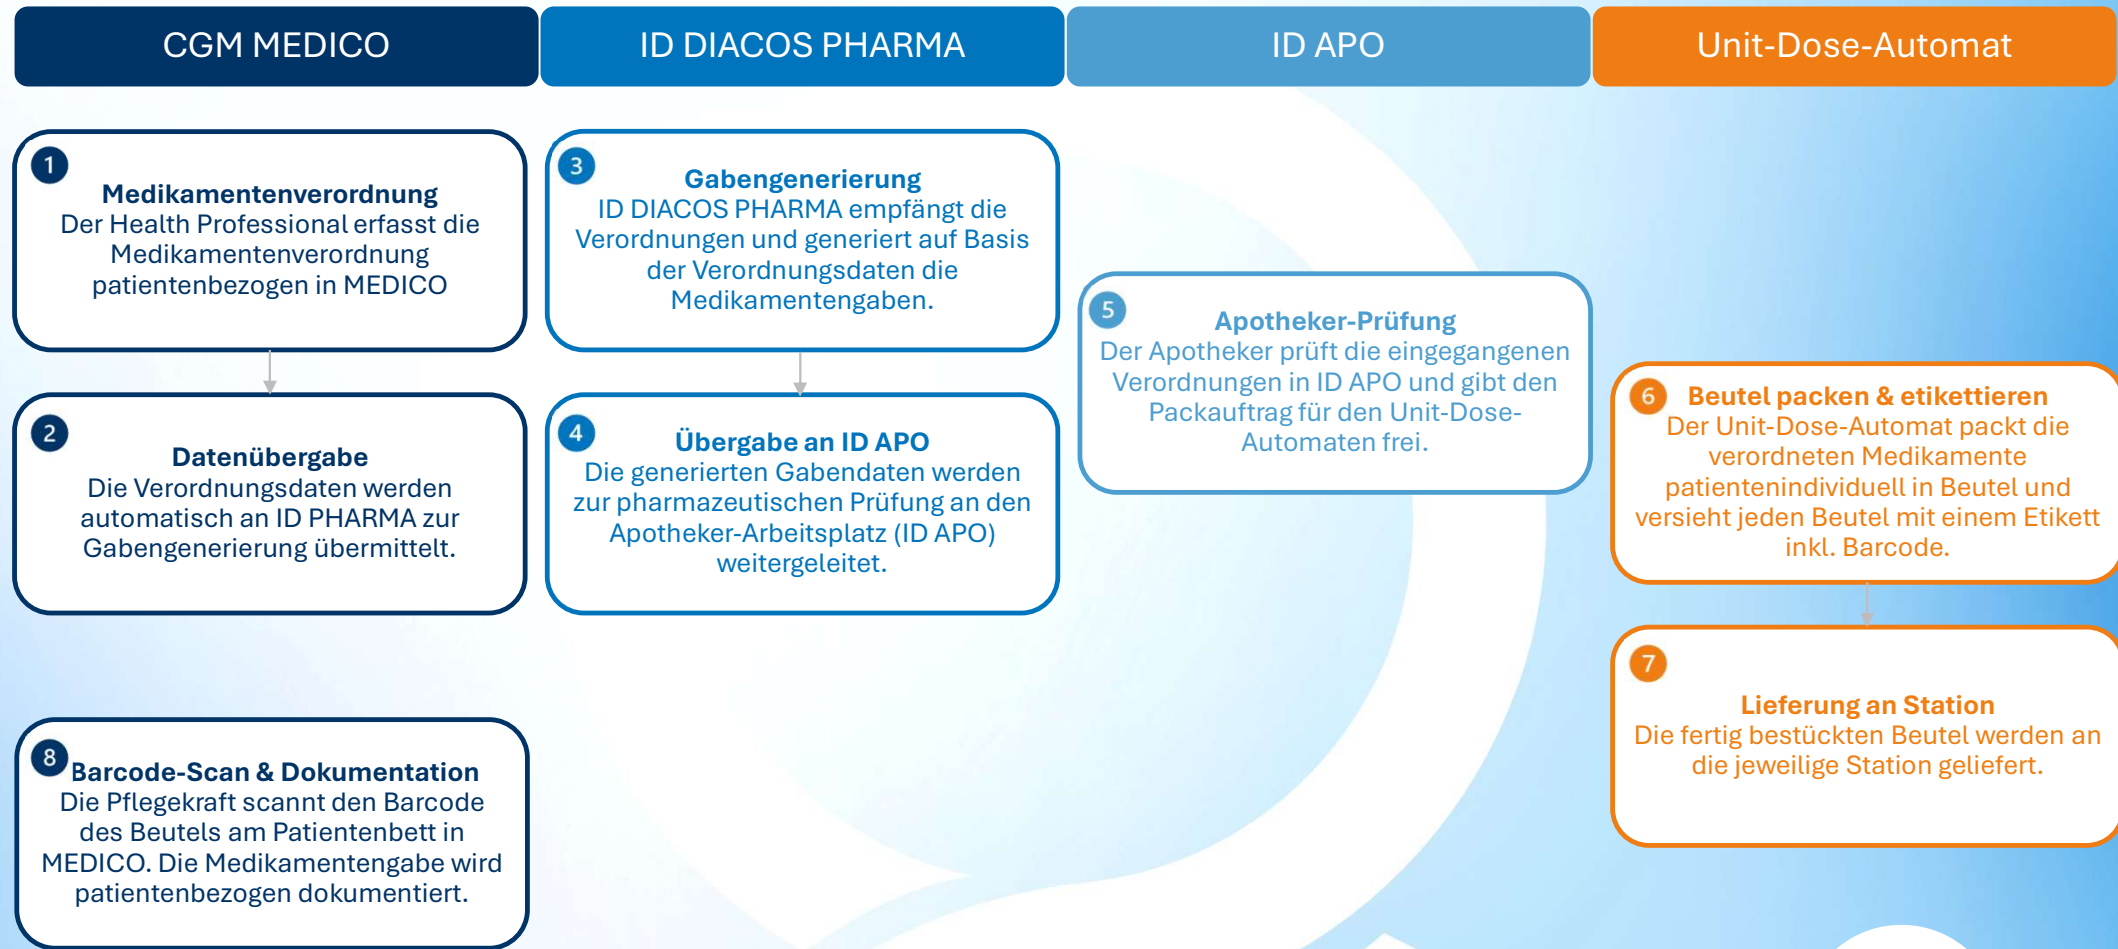 CGM MEDICO
ID DIACOS PHARMA
ID APO
Unit-Dose-Automat
1
Medikamentenverordnung
Der Health Professional erfasst die
Medikamentenverordnung
patientenbezogen in MEDICO
2
Datenübergabe
Die Verordnungsdaten werden
automatisch an ID PHARMA zur
Gabengenerierung übermittelt.
3
Gabengenerierung
ID DIACOS PHARMA empfängt die
Verordnungen und generiert auf Basis
der Verordnungsdaten die
Medikamentengaben.
4
Übergabe an ID APO
Die generierten Gabendaten werden
zur pharmazeutischen Prüfung an den
Apotheker-Arbeitsplatz (ID APO)
weitergeleitet.
5
Apotheker-Prüfung
Der Apotheker prüft die eingegangenen
Verordnungen in ID APO und gibt den
Packauftrag für den Unit-Dose-
Automaten frei.
6
Beutel packen & etikettieren
Der Unit-Dose-Automat packt die
verordneten Medikamente
patientenindividuell in Beutel und
versieht jeden Beutel mit einem Etikett
inkl. Barcode.
7
Lieferung an Station
Die fertig bestückten Beutel werden an
die jeweilige Station geliefert.
8
Barcode-Scan & Dokumentation
Die Pflegekraft scannt den Barcode
des Beutels am Patientenbett in
MEDICO. Die Medikamentengabe wird
patientenbezogen dokumentiert.